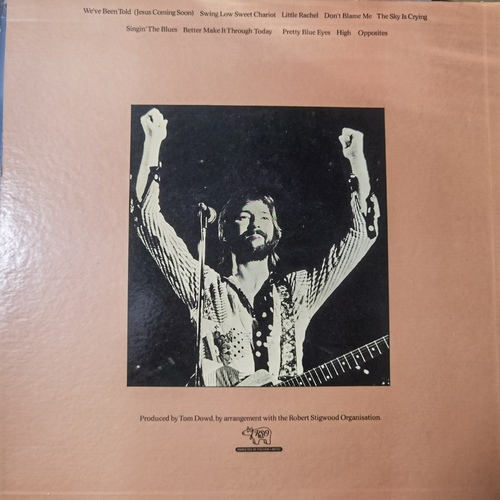 We've Been Told (Jesus Coming Soon) Swing Low Sweet Chariot Little Rachel Don't Blame Me The Sky Is Crying
Singin' The Blues Better Make It Through Today Pretty Blue Eyes High Opposites
Produced by Tom Dowd, by arrangement with the Robert Stigwood Organisation.
RSO